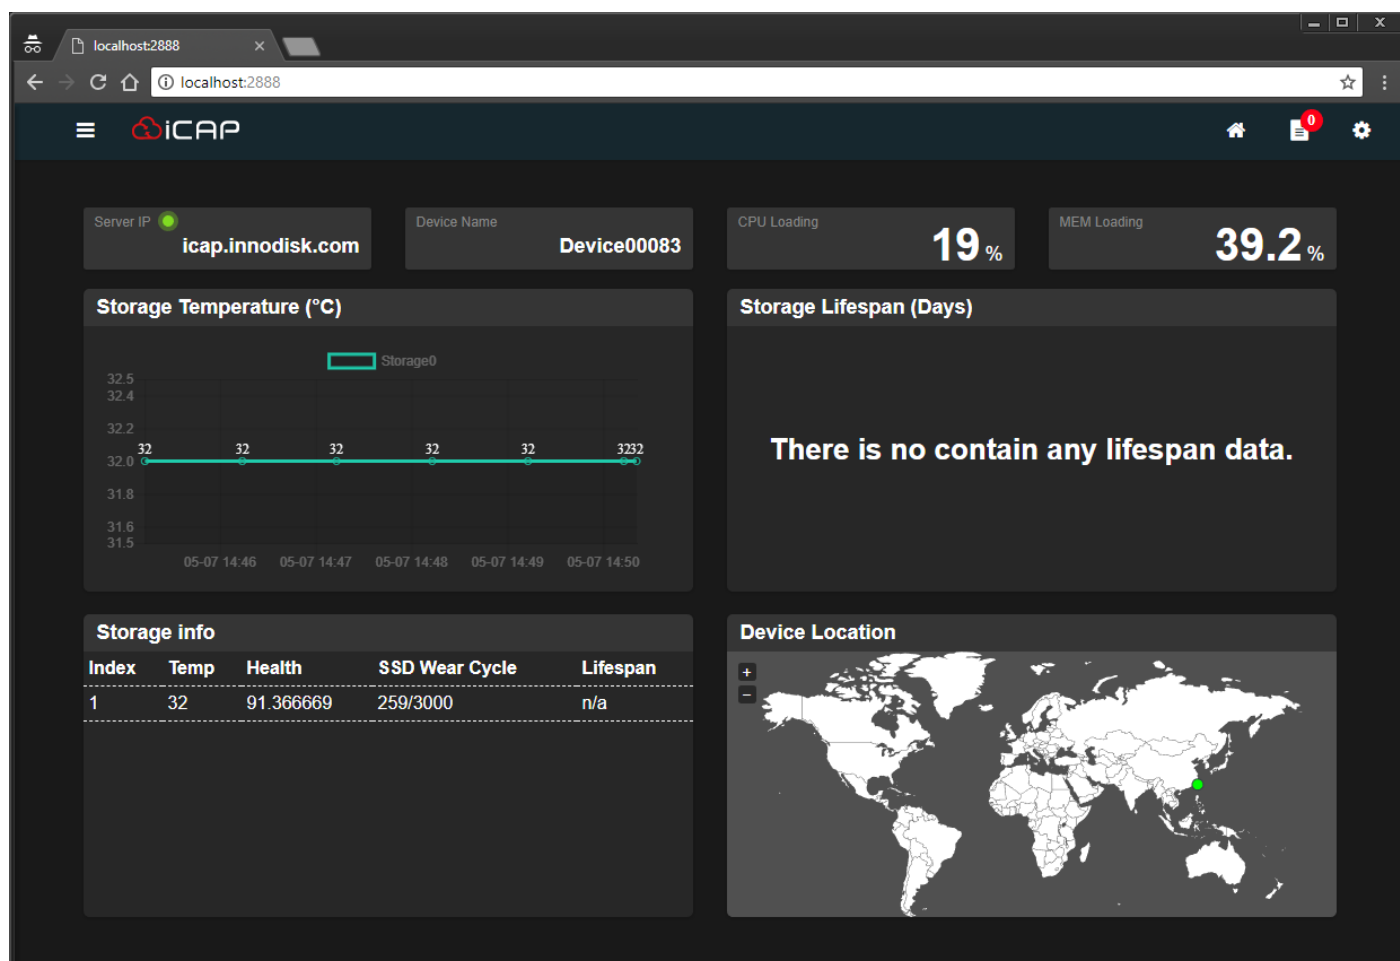 localhost:2888
localhost:2888
iCAP
0
Server IP
icap.innodisk.com
Device Name
Device00083
CPU Loading
19 %
MEM Loading
39.2 %
Storage Temperature (°C)
Storage0
32.5
32.4
32.2
32.0
31.8
31.6
31.5
32 32 32 32 32 32 32
05-07 14:46 05-07 14:47 05-07 14:48 05-07 14:49 05-07 14:50
Storage Lifespan (Days)
There is no contain any lifespan data.
Storage info
Index Temp Health SSD Wear Cycle Lifespan
1 32 91.366669 259/3000 n/a
Device Location
+
−